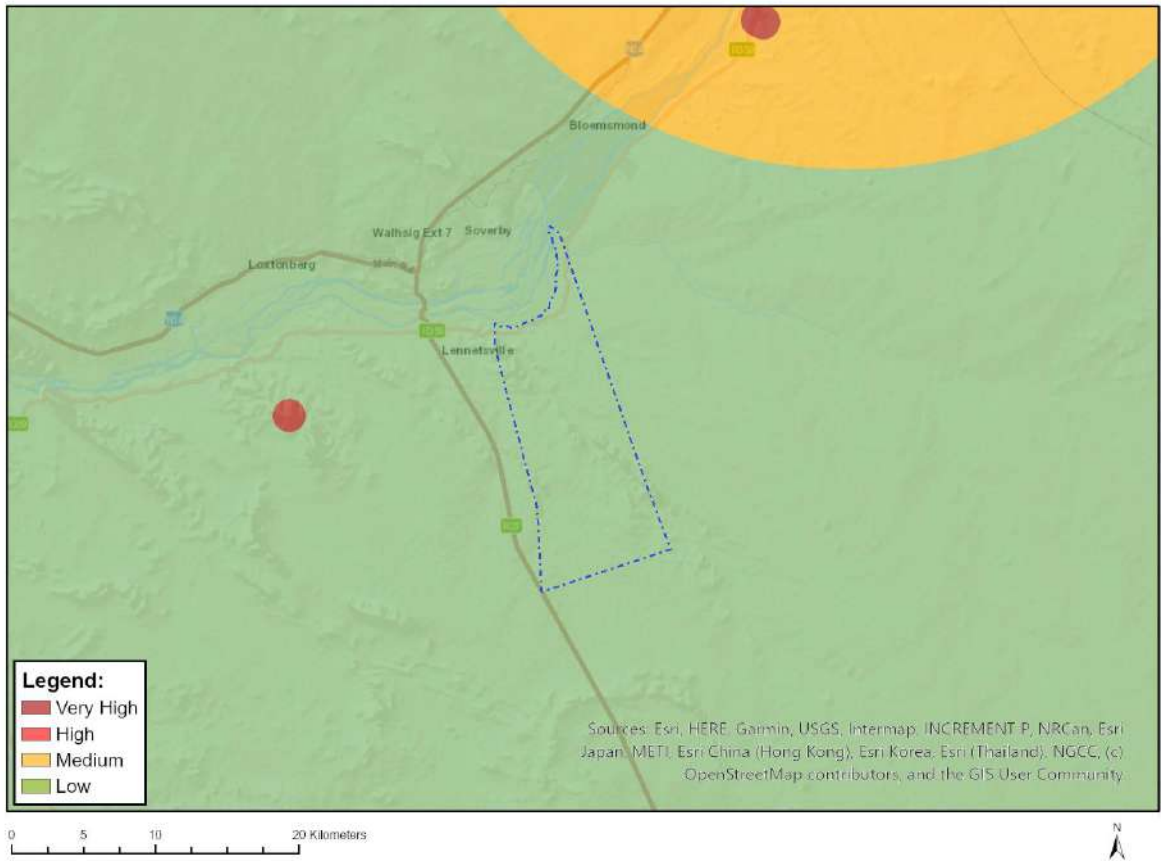 Bloemsmond
Walhsig Ext 7
Soverby
Loxtonberg
N14
Lennetsville
Legend:
Very High
High
Medium
Low
Sources: Esri, HERE, Garmin, USGS, Intermap, INCREMENT P, NRCan, Esri
Japan, METI, Esri China (Hong Kong), Esri Korea, Esri (Thailand), NGCC, (c)
OpenStreetMap contributors, and the GIS User Community
0
5
10
20 Kilometers
N